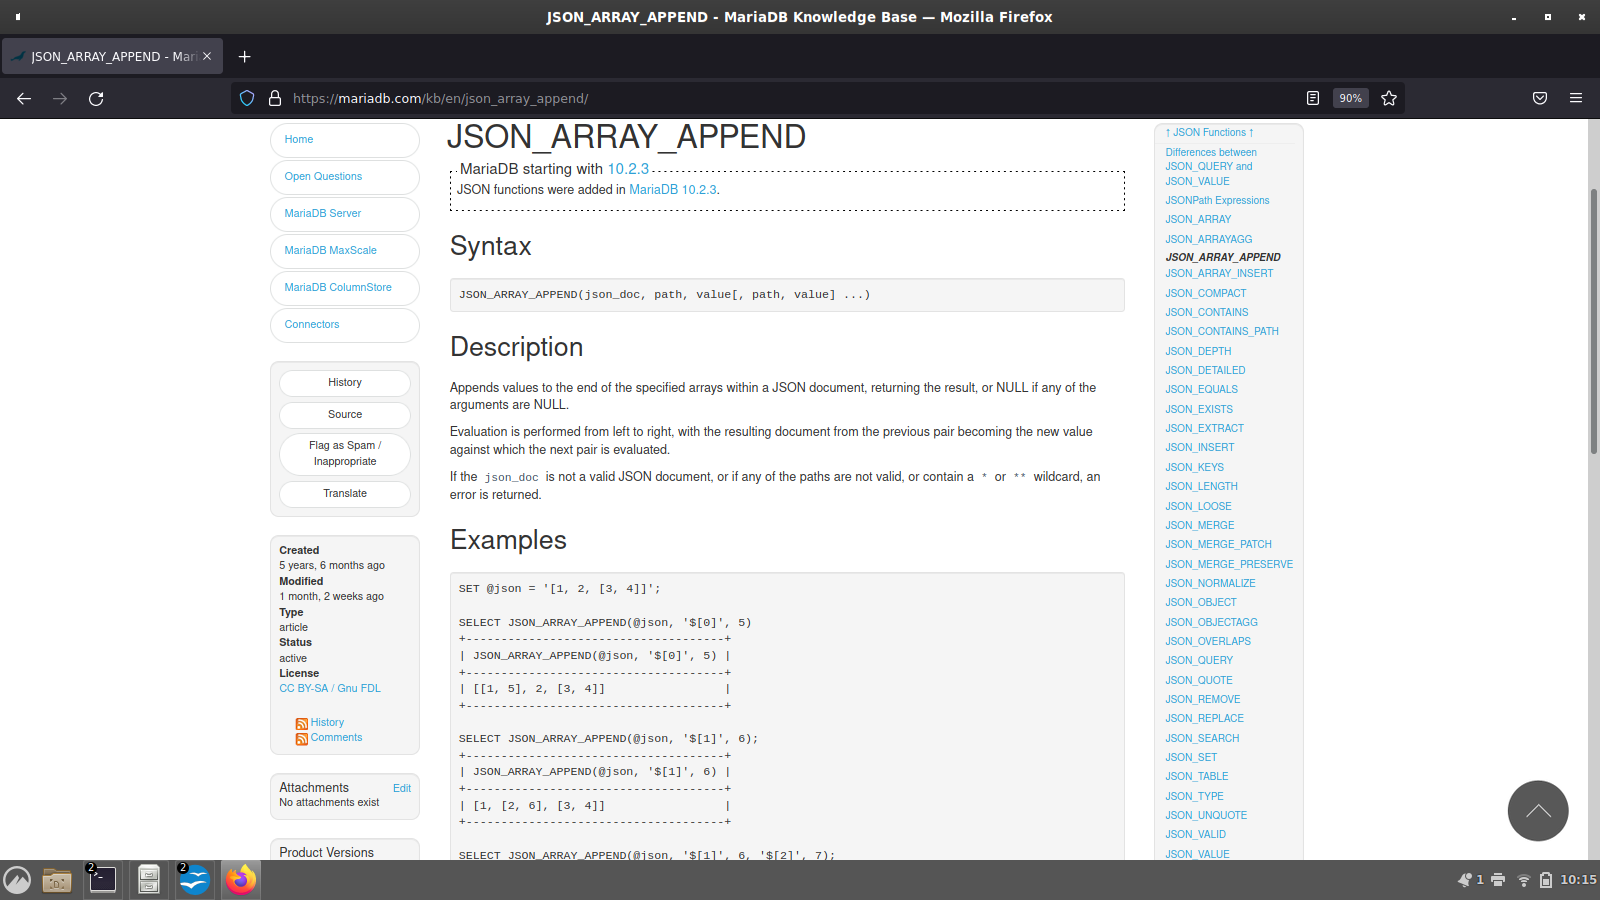 JSON_ARRAY_APPEND - MariaDB Knowledge Base — Mozilla Firefox
JSON_ARRAY_APPEND - Mari
https://mariadb.com/kb/en/json_array_append/
90%
Home
Open Questions
MariaDB Server
MariaDB MaxScale
MariaDB ColumnStore
Connectors
History
Source
Flag as Spam /
Inappropriate
Translate
Created
5 years, 6 months ago
Modified
1 month, 2 weeks ago
Type
article
Status
active
License
CC BY-SA / Gnu FDL
History
Comments
Attachments Edit
No attachments exist
Product Versions
JSON_ARRAY_APPEND
MariaDB starting with 10.2.3
JSON functions were added in MariaDB 10.2.3.
Syntax
JSON_ARRAY_APPEND(json_doc, path, value[, path, value] ...)
Description
Appends values to the end of the specified arrays within a JSON document, returning the result, or NULL if any of the
arguments are NULL.
Evaluation is performed from left to right, with the resulting document from the previous pair becoming the new value
against which the next pair is evaluated.
If the json_doc is not a valid JSON document, or if any of the paths are not valid, or contain a * or ** wildcard, an
error is returned.
Examples
SET @json = '[1, 2, [3, 4]]';
SELECT JSON_ARRAY_APPEND(@json, '$[0]', 5)
+-------------------------------------+
| JSON_ARRAY_APPEND(@json, '$[0]', 5) |
+-------------------------------------+
| [[1, 5], 2, [3, 4]]                 |
+-------------------------------------+
SELECT JSON_ARRAY_APPEND(@json, '$[1]', 6);
+-------------------------------------+
| JSON_ARRAY_APPEND(@json, '$[1]', 6) |
+-------------------------------------+
| [1, [2, 6], [3, 4]]                 |
+-------------------------------------+
SELECT JSON_ARRAY_APPEND(@json, '$[1]', 6, '$[2]', 7);
↑ JSON Functions ↑
Differences between
JSON_QUERY and
JSON_VALUE
JSONPath Expressions
JSON_ARRAY
JSON_ARRAYAGG
JSON_ARRAY_APPEND
JSON_ARRAY_INSERT
JSON_COMPACT
JSON_CONTAINS
JSON_CONTAINS_PATH
JSON_DEPTH
JSON_DETAILED
JSON_EQUALS
JSON_EXISTS
JSON_EXTRACT
JSON_INSERT
JSON_KEYS
JSON_LENGTH
JSON_LOOSE
JSON_MERGE
JSON_MERGE_PATCH
JSON_MERGE_PRESERVE
JSON_NORMALIZE
JSON_OBJECT
JSON_OBJECTAGG
JSON_OVERLAPS
JSON_QUERY
JSON_QUOTE
JSON_REMOVE
JSON_REPLACE
JSON_SEARCH
JSON_SET
JSON_TABLE
JSON_TYPE
JSON_UNQUOTE
JSON_VALID
JSON_VALUE
2
2
1
10:15